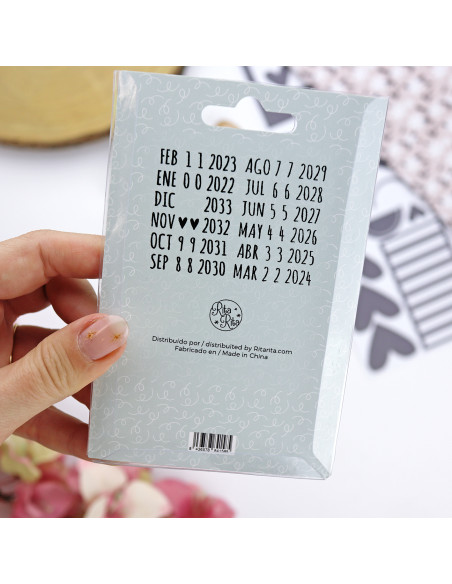 FEB 1 1 2023 AGO 7 7 2029
ENE 0 0 2022 JUL 6 6 2028
DIC 2033 JUN 5 5 2027
NOV ♥♥ 2032 MAY 4 4 2026
OCT 9 9 2031 ABR 3 3 2025
SEP 8 8 2030 MAR 2 2 2024
Rita
Rita
Distribuido por / distribuited by Ritarita.com
Fabricado en / Made in China